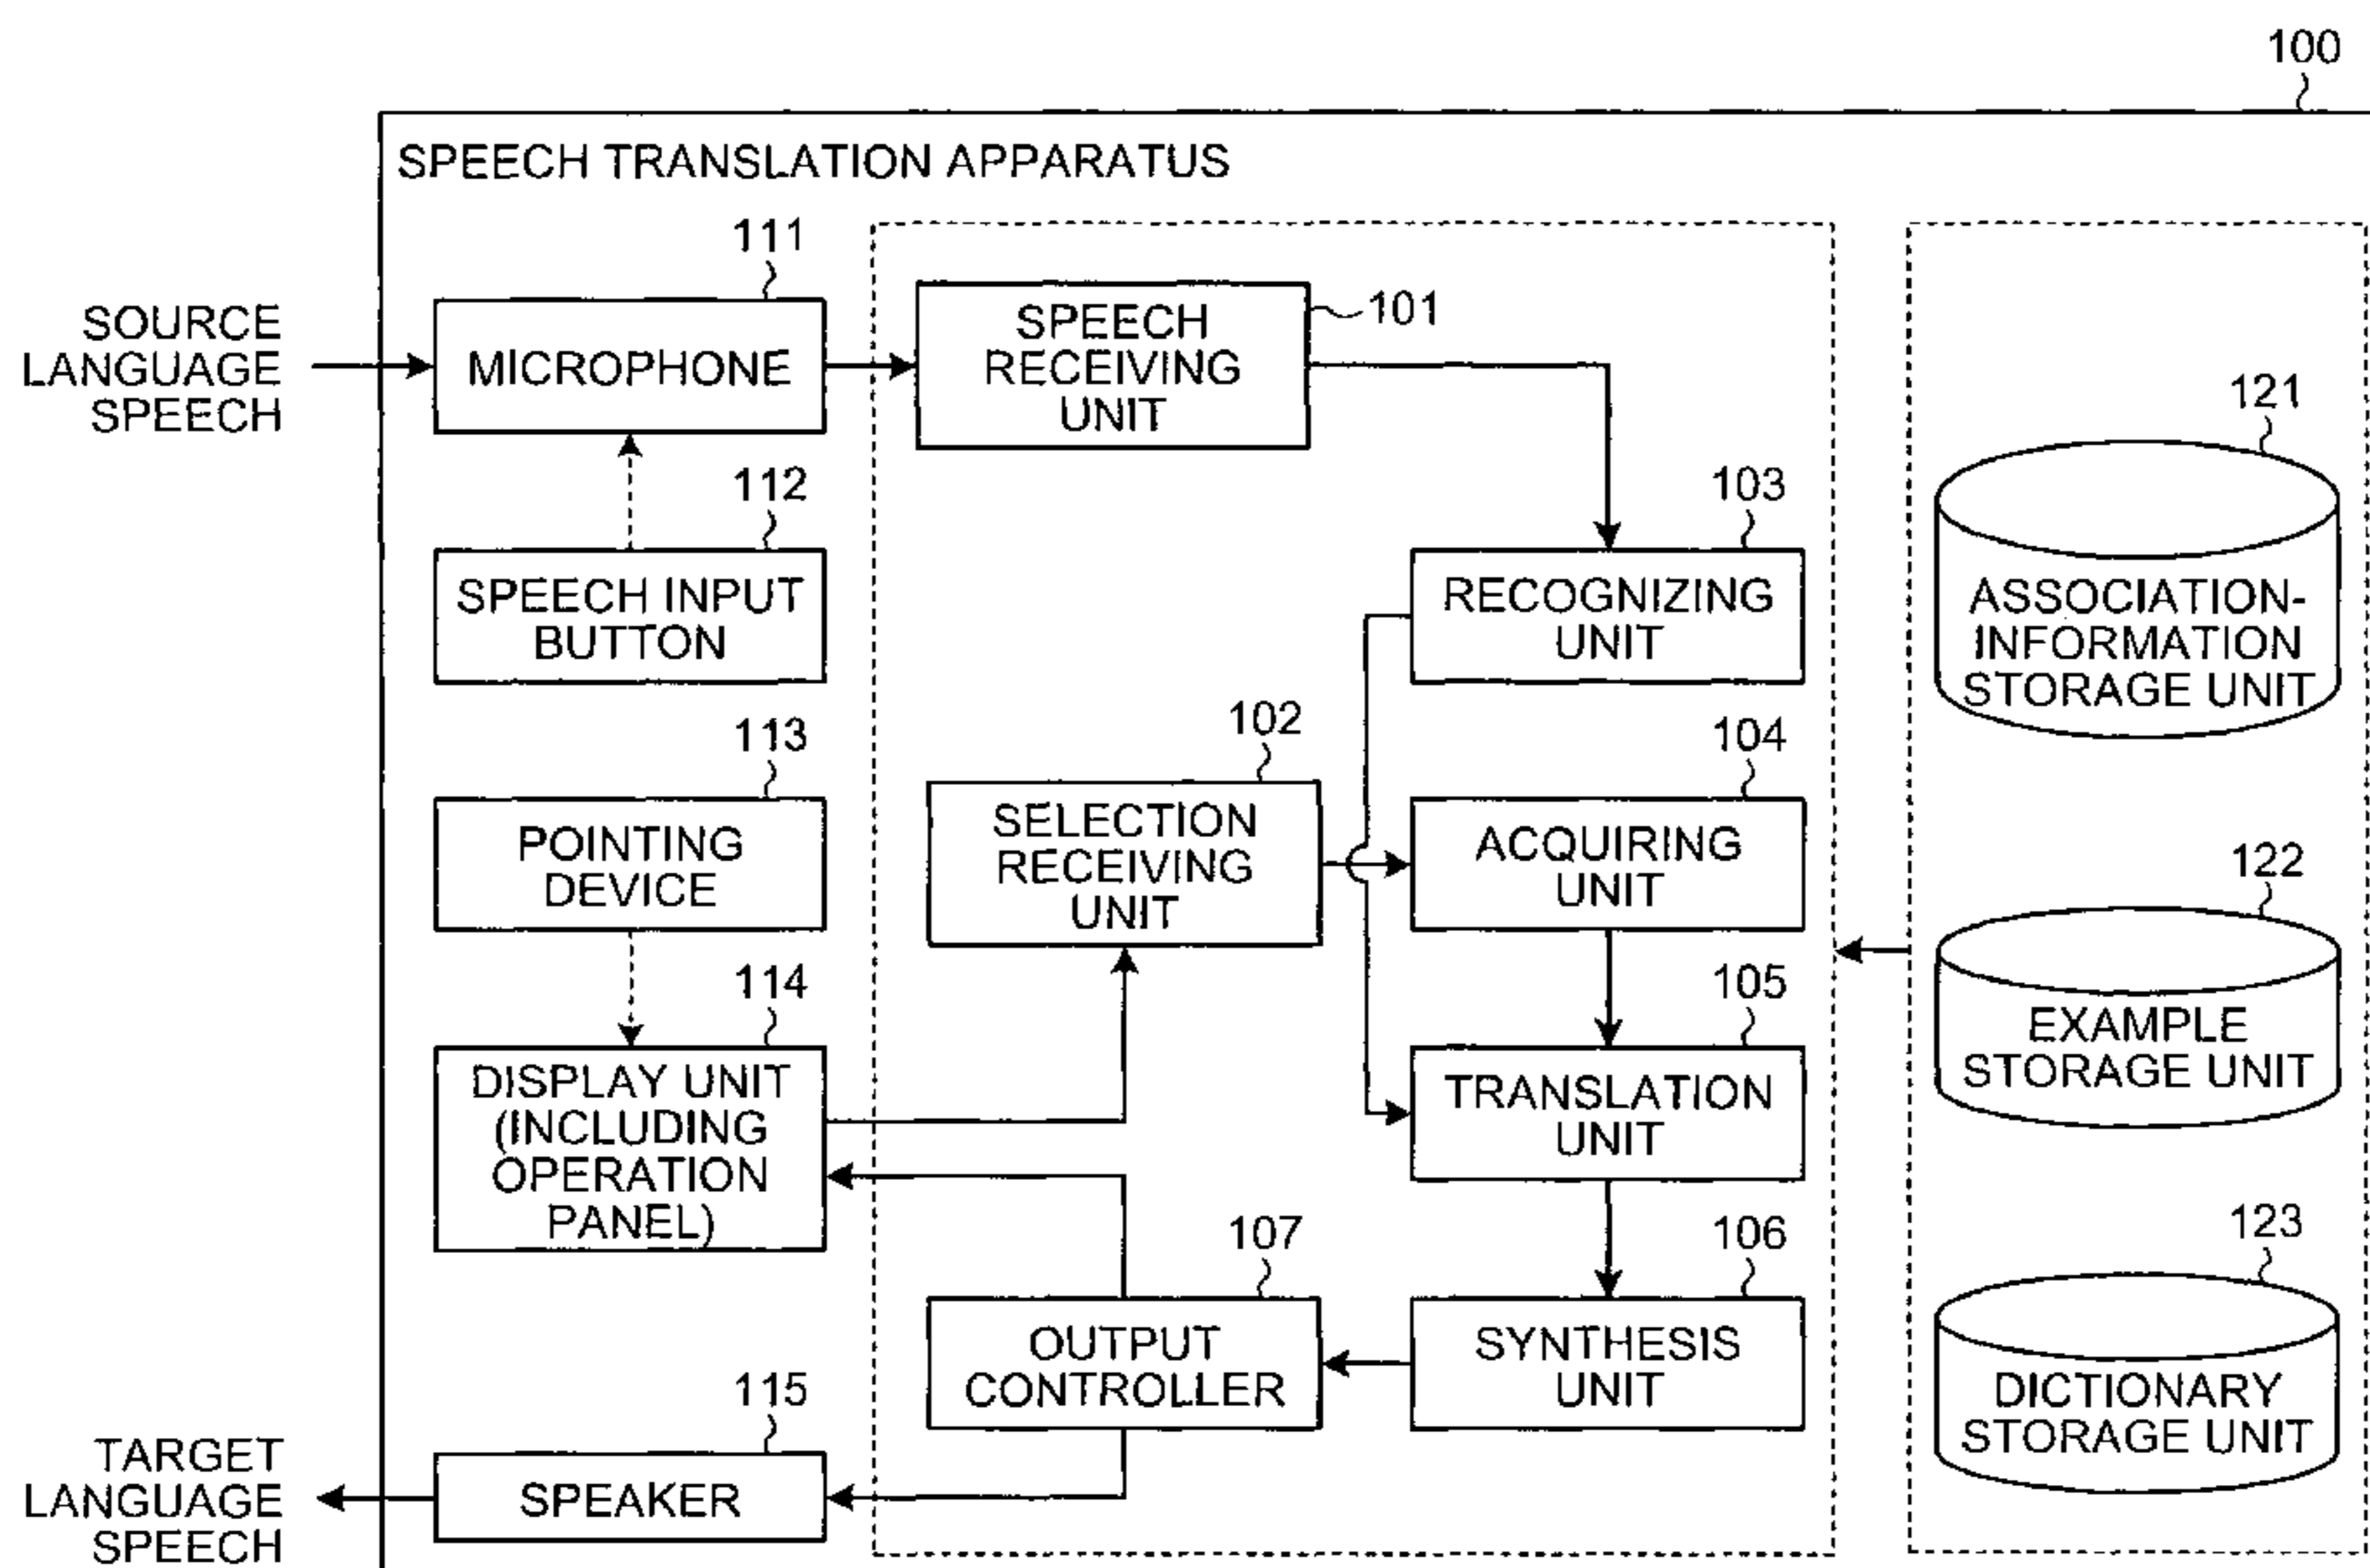 100
SPEECH TRANSLATION APPARATUS
111
SOURCE
LANGUAGE
SPEECH
MICROPHONE
SPEECH
RECEIVING
UNIT
101
121
ASSOCIATION-
INFORMATION
STORAGE UNIT
112
SPEECH INPUT
BUTTON
103
RECOGNIZING
UNIT
113
POINTING
DEVICE
102
SELECTION
RECEIVING
UNIT
104
ACQUIRING
UNIT
122
EXAMPLE
STORAGE UNIT
114
DISPLAY UNIT
(INCLUDING
OPERATION
PANEL)
105
TRANSLATION
UNIT
107
OUTPUT
CONTROLLER
106
SYNTHESIS
UNIT
123
DICTIONARY
STORAGE UNIT
115
SPEAKER
TARGET
LANGUAGE
SPEECH